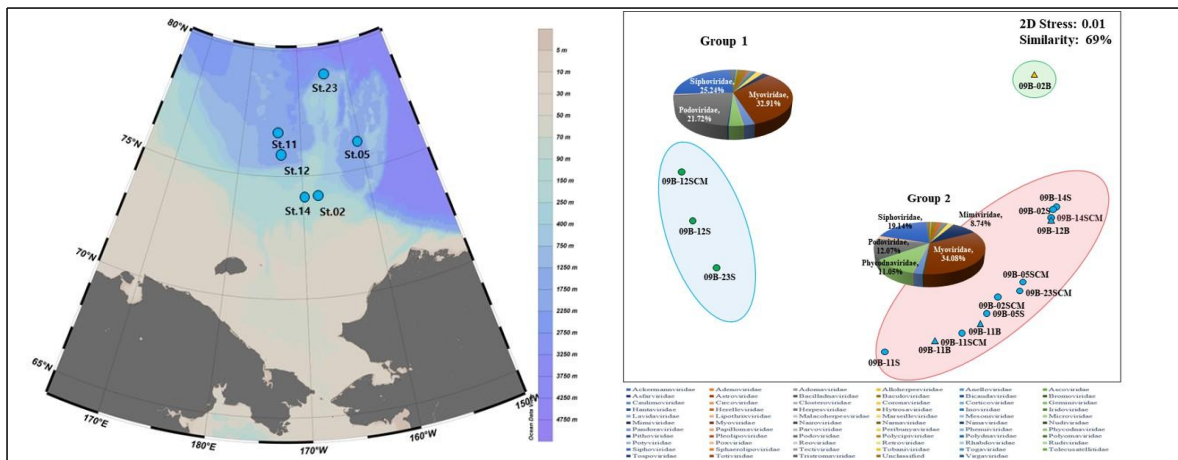 80°N
75°N
70°N
65°N
170°E
180°E
170°W
160°W
150°W
St.23
St.11
St.05
St.12
St.14
St.02
5 m
10 m
30 m
50 m
70 m
90 m
150 m
250 m
400 m
750 m
1250 m
1750 m
2250 m
2750 m
3250 m
3750 m
4250 m
4750 m
Ocean Data
2D Stress: 0.01
Similarity: 69%
Group 1
Siphoviridae,
25.24%
Myoviridae,
32.91%
Podoviridae,
21.72%
09B-02B
09B-12SCM
09B-12S
09B-23S
Group 2
Siphoviridae,
19.14%
Mimiviridae,
8.74%
Podoviridae,
12.07%
Myoviridae,
34.08%
Phycodnaviridae,
11.05%
09B-14S
09B-02S
09B-14SCM
09B-12B
09B-05SCM
09B-23SCM
09B-02SCM
09B-05S
09B-11B
09B-11SCM
09B-11B
09B-11S
Ackermannviridae Adenoviridae Adomaviridae Alloherpesviridae Anelloviridae Ascoviridae
Asfarviridae Astroviridae Bacilladnaviridae Baculoviridae Bicaudaviridae Bromoviridae
Caulimoviridae Closteroviridae Coronaviridae Corticoviridae
Hantaviridae Herelleviridae Herpesviridae Hytrosaviridae Inoviridae Iridoviridae
Lavidaviridae Lipothrixviridae Malacoherpesviridae Marseilleviridae Mesoniviridae Microviridae
Mimiviridae Myoviridae Nanoviridae Narnaviridae Nimaviridae Nudiviridae
Pandoraviridae Papillomaviridae Parvoviridae Peribunyaviridae Phenuiviridae Phycodnaviridae
Pithoviridae Pleolipoviridae Podoviridae Polycipiviridae Polydnaviridae Polyomaviridae
Potyviridae Poxviridae Reoviridae Retroviridae Rhabdoviridae Rudiviridae
Siphoviridae Sphaerolipoviridae Tectiviridae Tobaniviridae Togaviridae Tolecusatellitidae
Tospoviridae Totiviridae Tristromaviridae Unclassified Virgaviridae